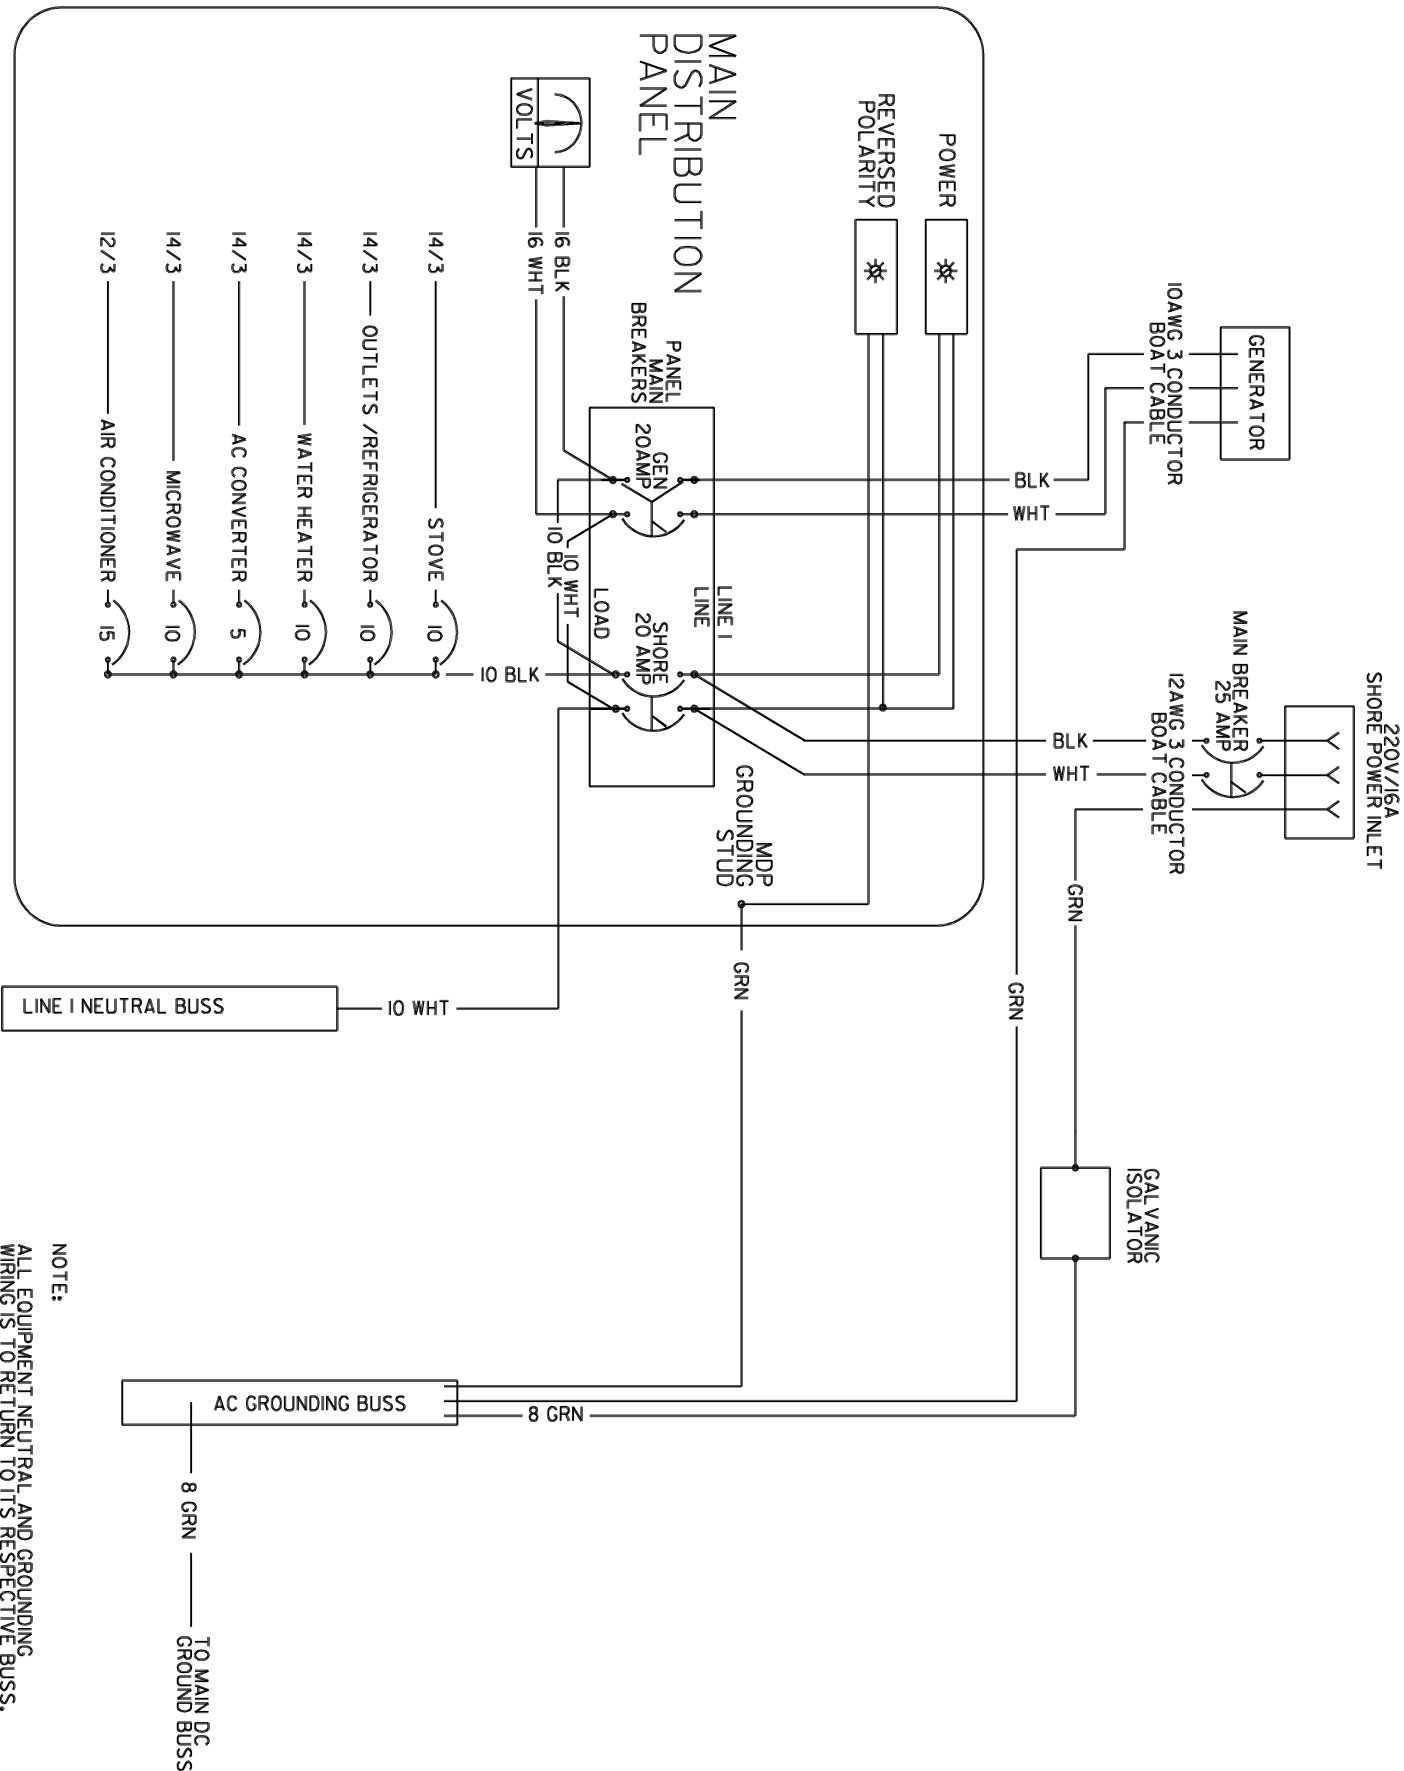 220V/16A
SHORE POWER INLET
GENERATOR
MAIN BREAKER
25 AMP
10AWG 3 CONDUCTOR
BOAT CABLE
12AWG 3 CONDUCTOR
BOAT CABLE
GALVANIC
ISOLATOR
BLK
WHT
BLK
WHT
GRN
GRN
POWER
REVERSED
POLARITY
MAIN
DISTRIBUTION
PANEL
LINE 1
LINE
MDP
GROUNDING
STUD
GRN
PANEL
MAIN
BREAKERS
GEN
20AMP
SHORE
20 AMP
LOAD
VOLTS
16 BLK
16 WHT
10 WHT
10 BLK
10 BLK
14/3
STOVE
10
14/3
OUTLETS /REFRIGERATOR
10
14/3
WATER HEATER
10
14/3
AC CONVERTER
5
14/3
MICROWAVE
10
12/3
AIR CONDITIONER
15
LINE 1 NEUTRAL BUSS
10 WHT
AC GROUNDING BUSS
8 GRN
8 GRN
TO MAIN DC
GROUND BUSS
NOTE:
ALL EQUIPMENT NEUTRAL AND GROUNDING
WIRING IS TO RETURN TO ITS RESPECTIVE BUSS.